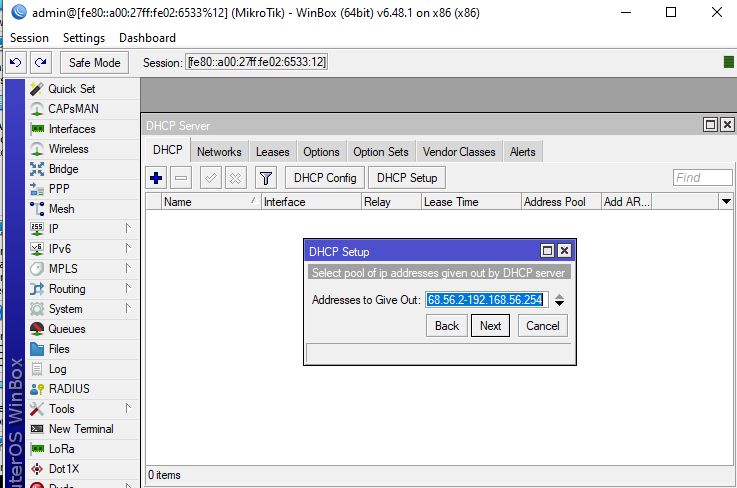 admin@[fe80::a00:27ff:fe02:6533%12] (MikroTik) - WinBox (64bit) v6.48.1 on x86 (x86)
Session Settings Dashboard
Safe Mode Session: [fe80::a00:27ff:fe02:6533:12]
Quick Set
CAPsMAN
Interfaces
Wireless
Bridge
PPP
Mesh
IP
IPv6
MPLS
Routing
System
Queues
Files
Log
RADIUS
Tools
New Terminal
LoRa
Dot1X
uterOS WinBox
DHCP Server
DHCP Networks Leases Options Option Sets Vendor Classes Alerts
DHCP Config DHCP Setup Find
Name / Interface Relay Lease Time Address Pool Add AR...
DHCP Setup
Select pool of ip addresses given out by DHCP server
Addresses to Give Out: 68.56.2-192.168.56.254
Back Next Cancel
0 items